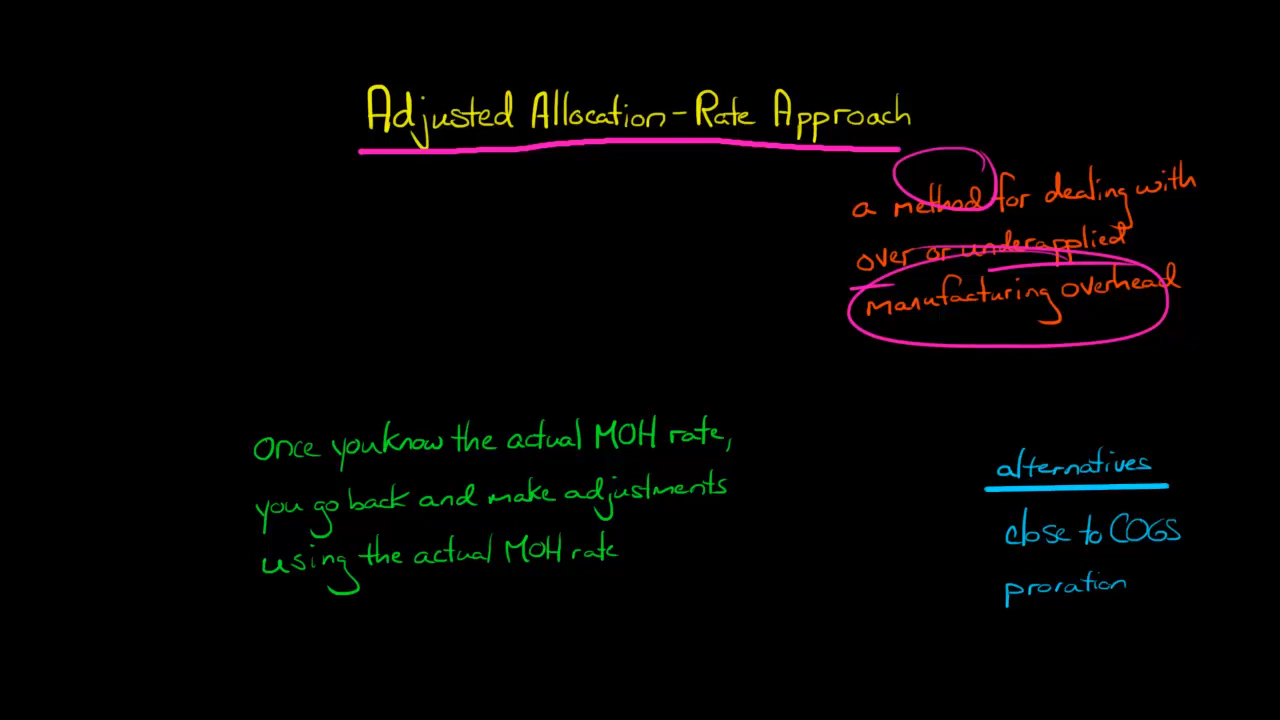 Adjusted Allocation-Rate Approach
a method for dealing with
over or underapplied
manufacturing overhead
Once you know the actual MOH rate,
you go back and make adjustments
using the actual MOH rate
alternatives
close to COGS
proration